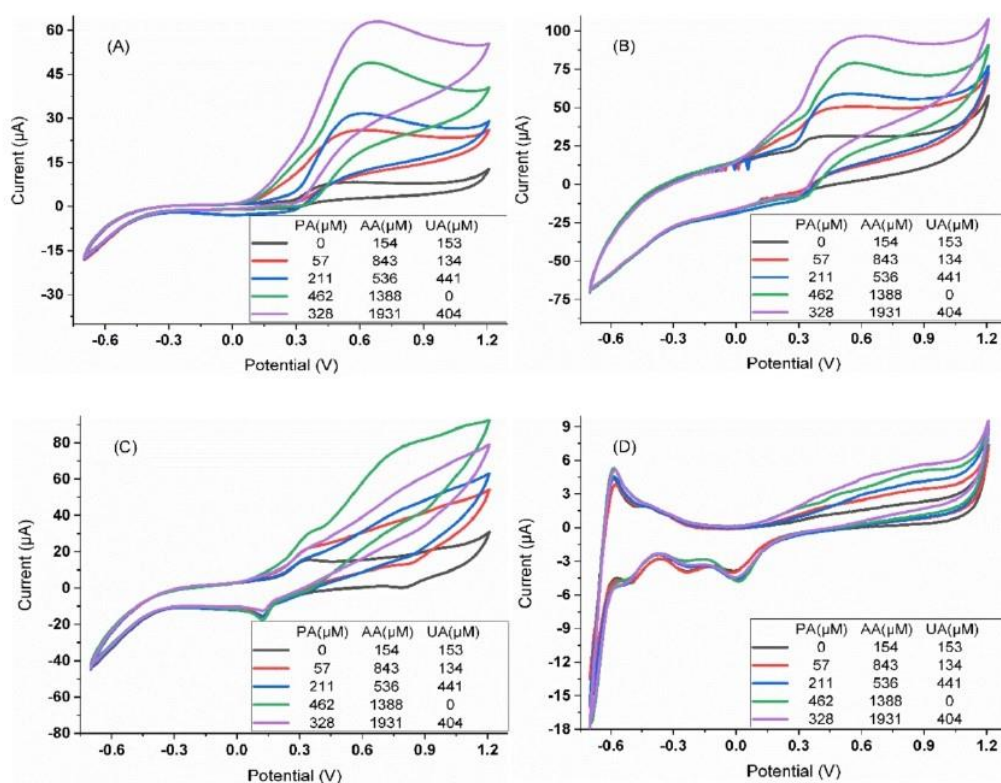 (A)
60
45
30
15
0
-15
-30
Current (µA)
PA(µM) AA(µM) UA(µM)
0 154 153
57 843 134
211 536 441
462 1388 0
328 1931 404
-0.6 -0.3 0.0 0.3 0.6 0.9 1.2
Potential (V)
(B)
100
75
50
25
0
-25
-50
-75
Current (µA)
PA(µM) AA(µM) UA(µM)
0 154 153
57 843 134
211 536 441
462 1388 0
328 1931 404
-0.6 -0.3 0.0 0.3 0.6 0.9 1.2
Potential (V)
(C)
80
60
40
20
0
-20
-40
-60
-80
Current (µA)
PA(µM) AA(µM) UA(µM)
0 154 153
57 843 134
211 536 441
462 1388 0
328 1931 404
-0.6 -0.3 0.0 0.3 0.6 0.9 1.2
Potential (V)
(D)
9
6
3
0
-3
-6
-9
-12
-15
-18
Current (µA)
PA(µM) AA(µM) UA(µM)
0 154 153
57 843 134
211 536 441
462 1388 0
328 1931 404
-0.6 -0.3 0.0 0.3 0.6 0.9 1.2
Potential (V)